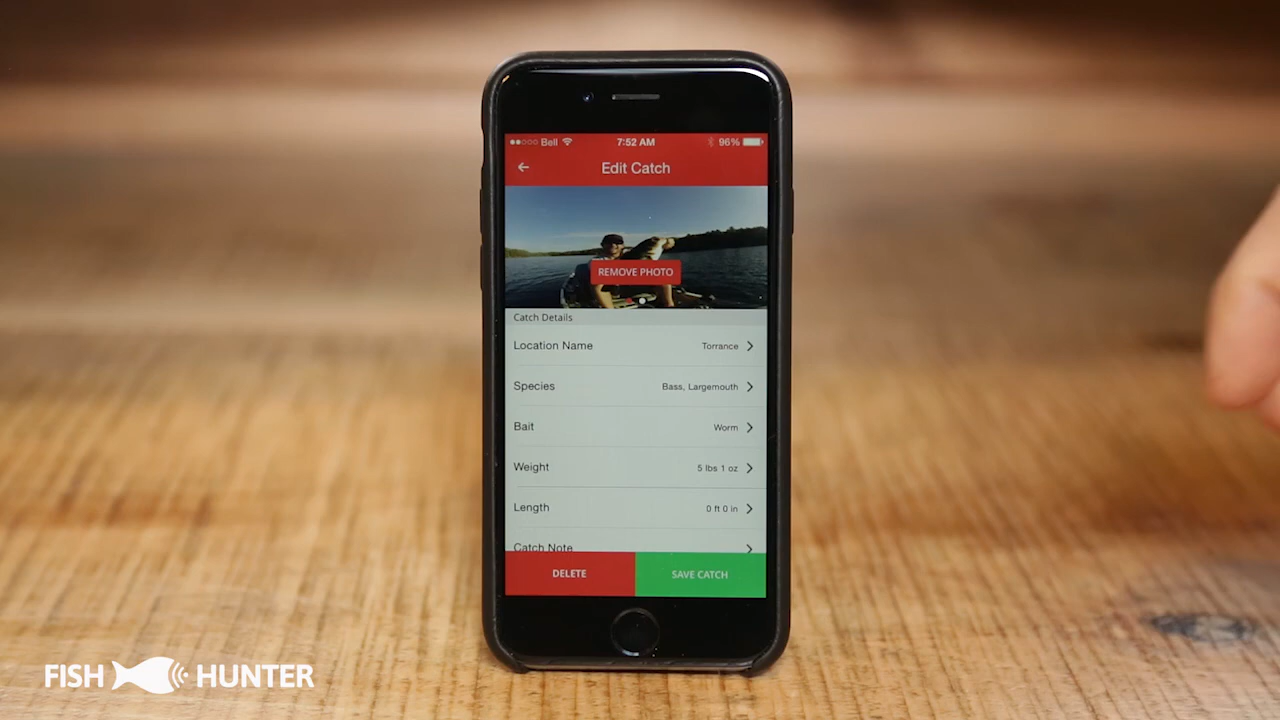 Bell 7:52 AM 96%
Edit Catch
REMOVE PHOTO
Catch Details
Location Name Torrance
Species Bass, Largemouth
Bait Worm
Weight 5 lbs 1 oz
Length 0 ft 0 in
Catch Note
DELETE SAVE CATCH
FISH HUNTER